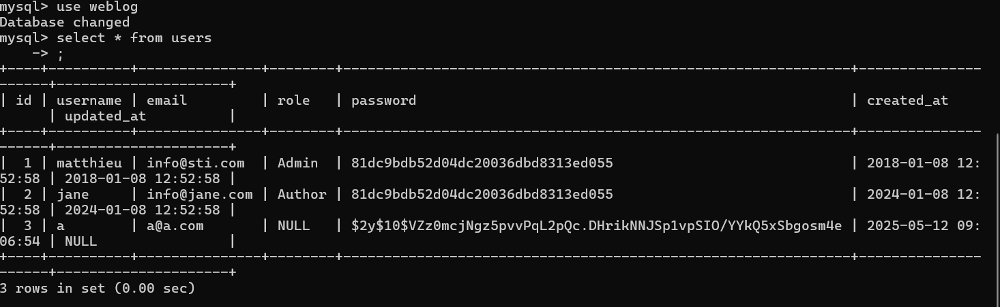 mysql> use weblog
Database changed
mysql> select * from users
    -> ;
+----+----------+---------------+--------+--------------------------------------------------------------+---------------
------+---------------------+
| id | username | email         | role   | password                                                     | created_at
      | updated_at          |
+----+----------+---------------+--------+--------------------------------------------------------------+---------------
------+---------------------+
|  1 | matthieu | info@sti.com  | Admin  | 81dc9bdb52d04dc20036dbd8313ed055                             | 2018-01-08 12:
52:58 | 2018-01-08 12:52:58 |
|  2 | jane     | info@jane.com | Author | 81dc9bdb52d04dc20036dbd8313ed055                             | 2024-01-08 12:
52:58 | 2024-01-08 12:52:58 |
|  3 | a        | a@a.com       | NULL   | $2y$10$VZz0mcjNgz5pvvPqL2pQc.DHrikNNJSp1vpSIO/YYkQ5xSbgosm4e | 2025-05-12 09:
06:54 | NULL                |
+----+----------+---------------+--------+--------------------------------------------------------------+---------------
------+---------------------+
3 rows in set (0.00 sec)